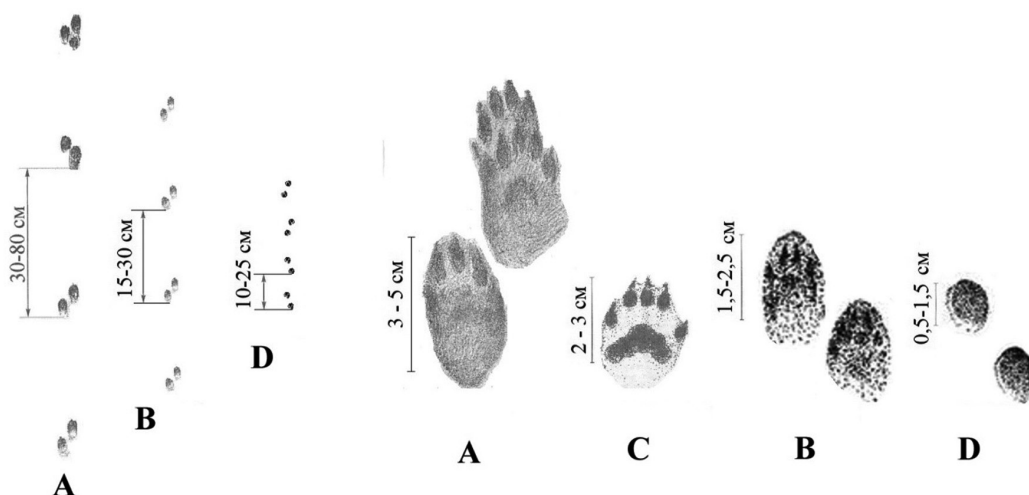 30-80 см
A
15-30 см
B
10-25 см
D
3 - 5 см
A
2 - 3 см
C
1,5-2,5 см
B
0,5-1,5 см
D